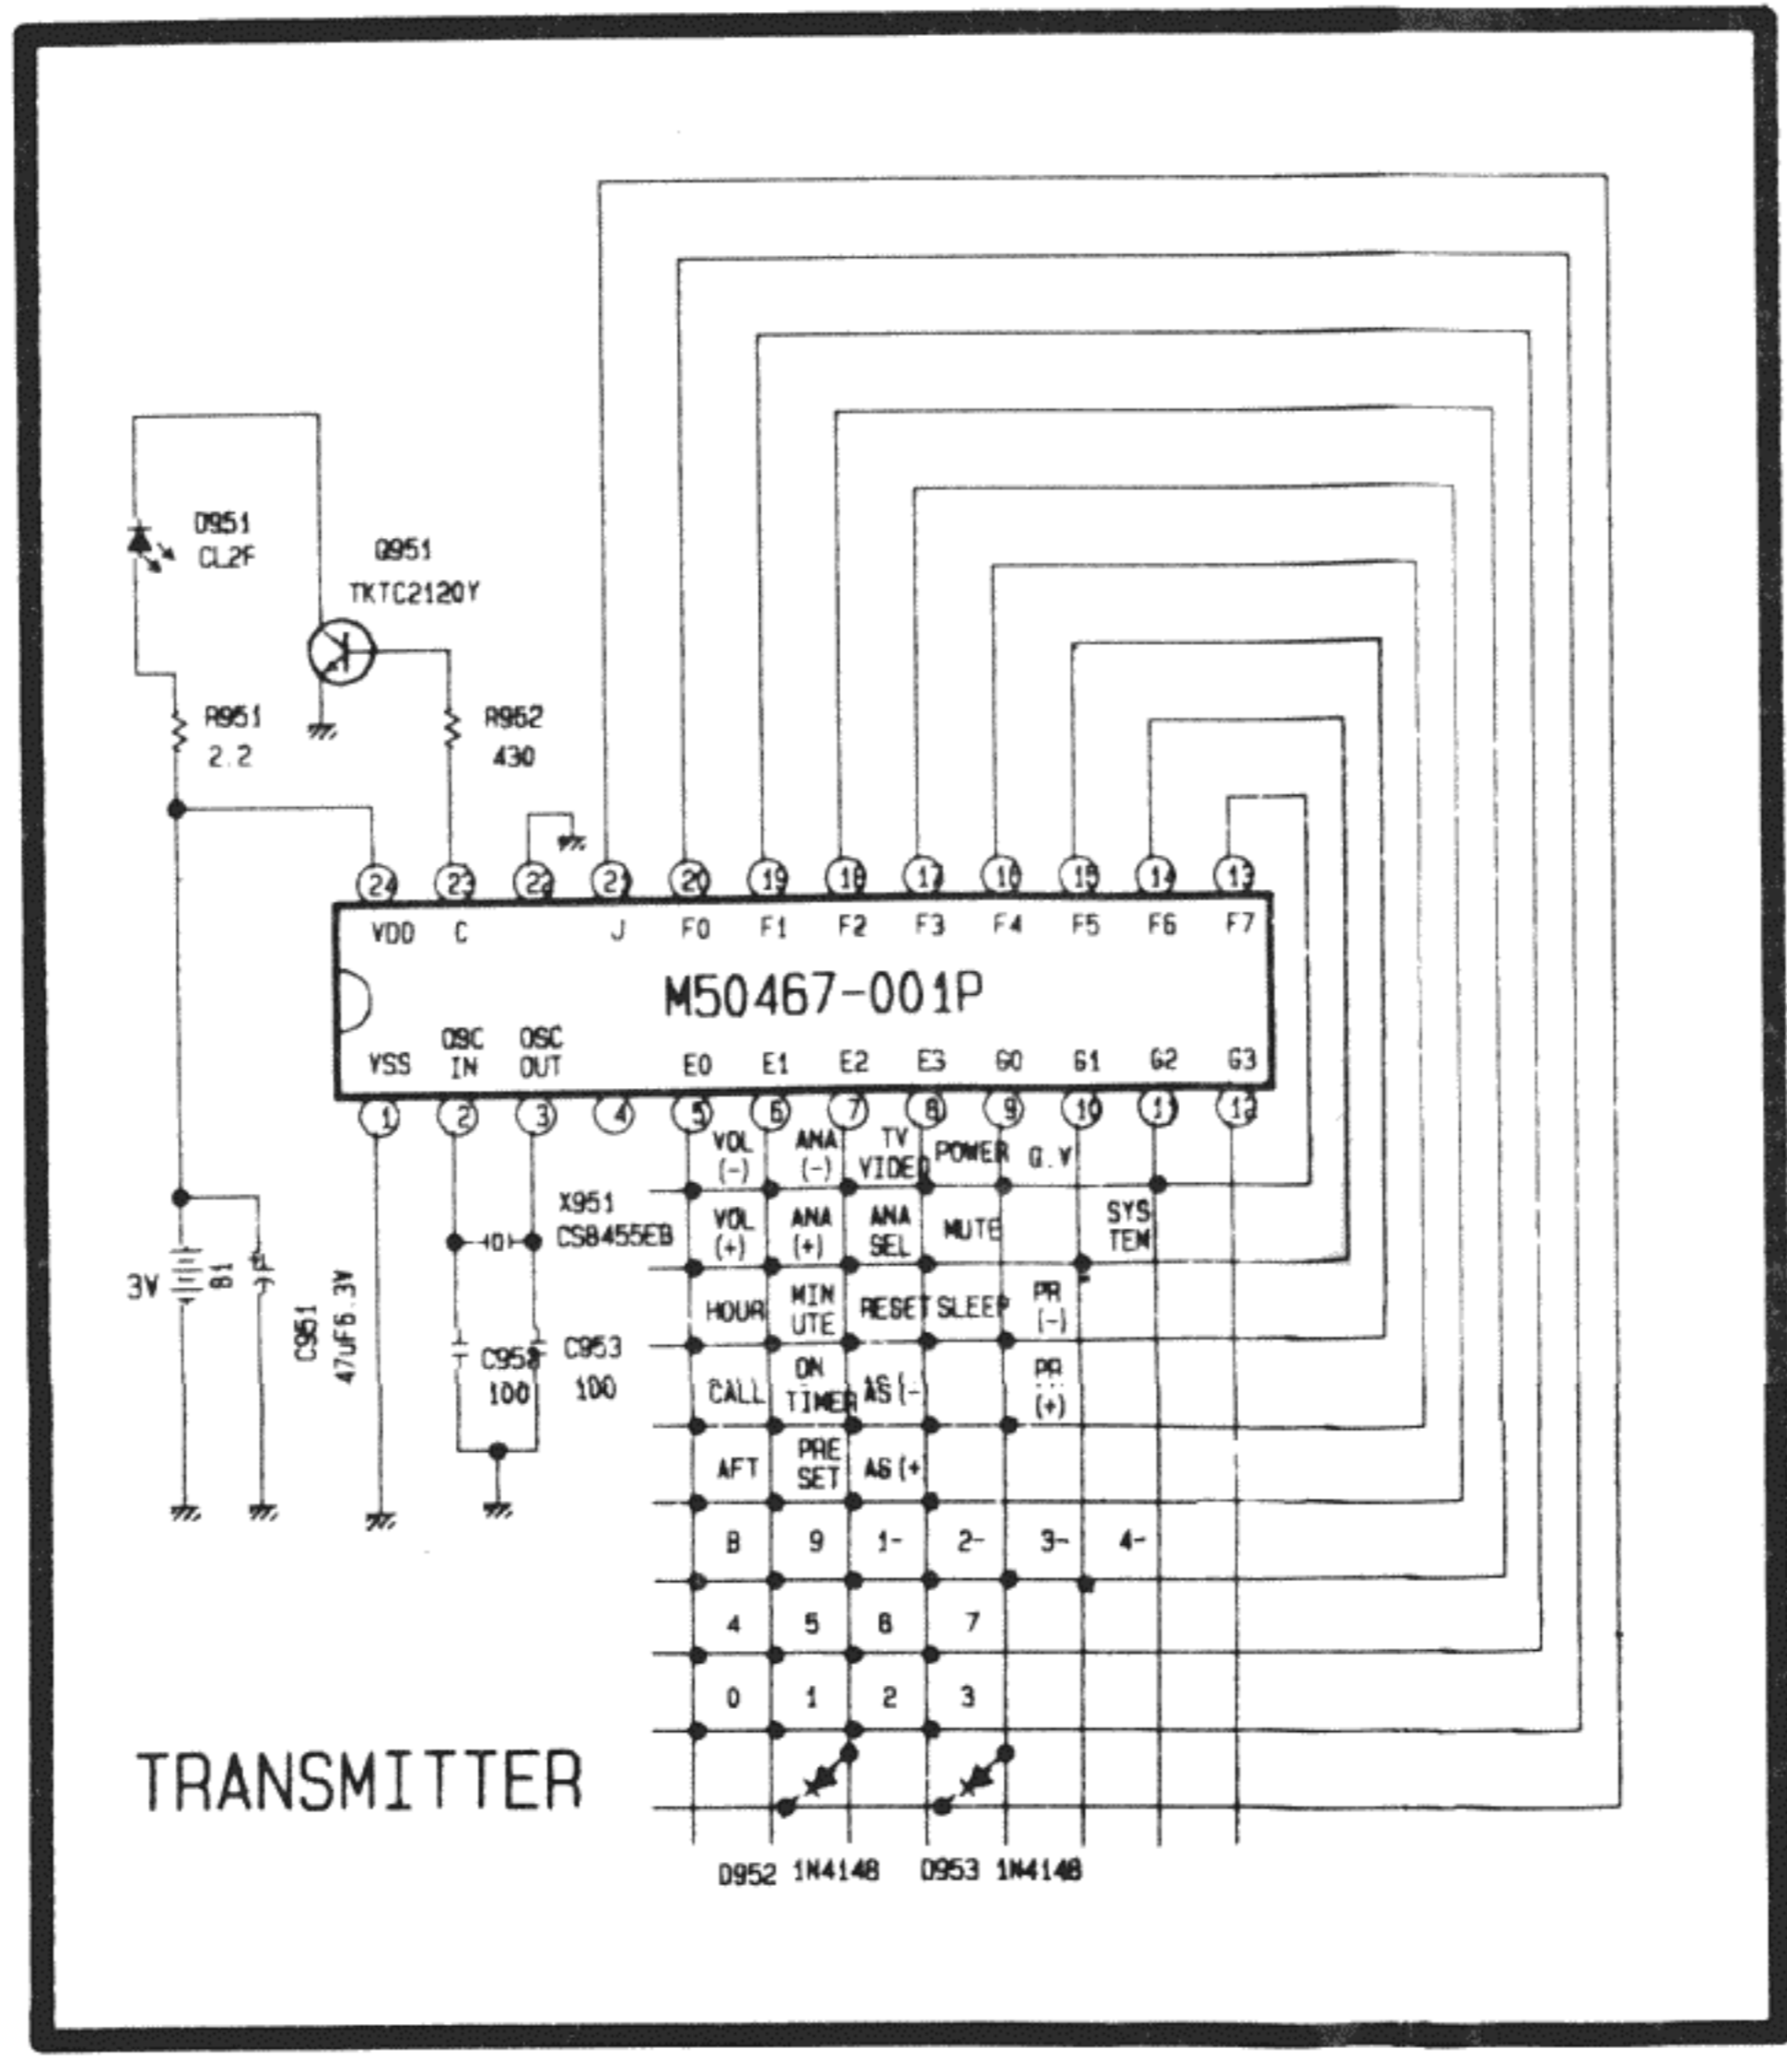 D951
CL2F
Q951
TKTC2120Y
R951
2.2
R952
430
24 23 22 21 20 19 18 17 16 15 14 13
VDD C J F0 F1 F2 F3 F4 F5 F6 F7
M50467-001P
VSS OSC IN OSC OUT E0 E1 E2 E3 G0 G1 G2 G3
1 2 3 4 5 6 7 8 9 10 11 12
VOL (-) ANA (-) TV VIDEO POWER Q.V
X951
CSB455EB
VOL (+) ANA (+) ANA SEL MUTE SYS TEM
3V
B1
C951
47uF6.3V
HOUR MIN UTE RESET SLEEP PR (-)
C952
100
C953
100
CALL ON TIMER AS(- PR (+)
AFT PRE SET AS(+
8 9 1- 2- 3- 4-
4 5 6 7
0 1 2 3
TRANSMITTER
D952 1N4148 D953 1N4148